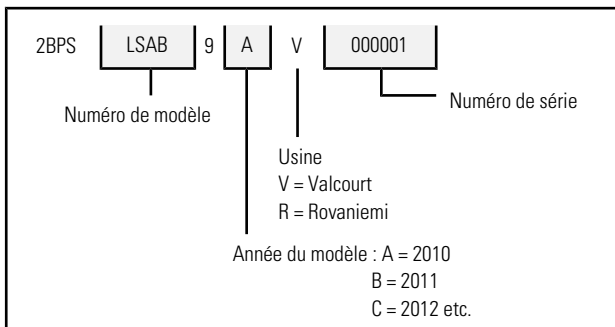 2BPS LSAB 9 A V 000001
Numéro de modèle
Numéro de série
Usine
V = Valcourt
R = Rovaniemi
Année du modèle : A = 2010
B = 2011
C = 2012 etc.